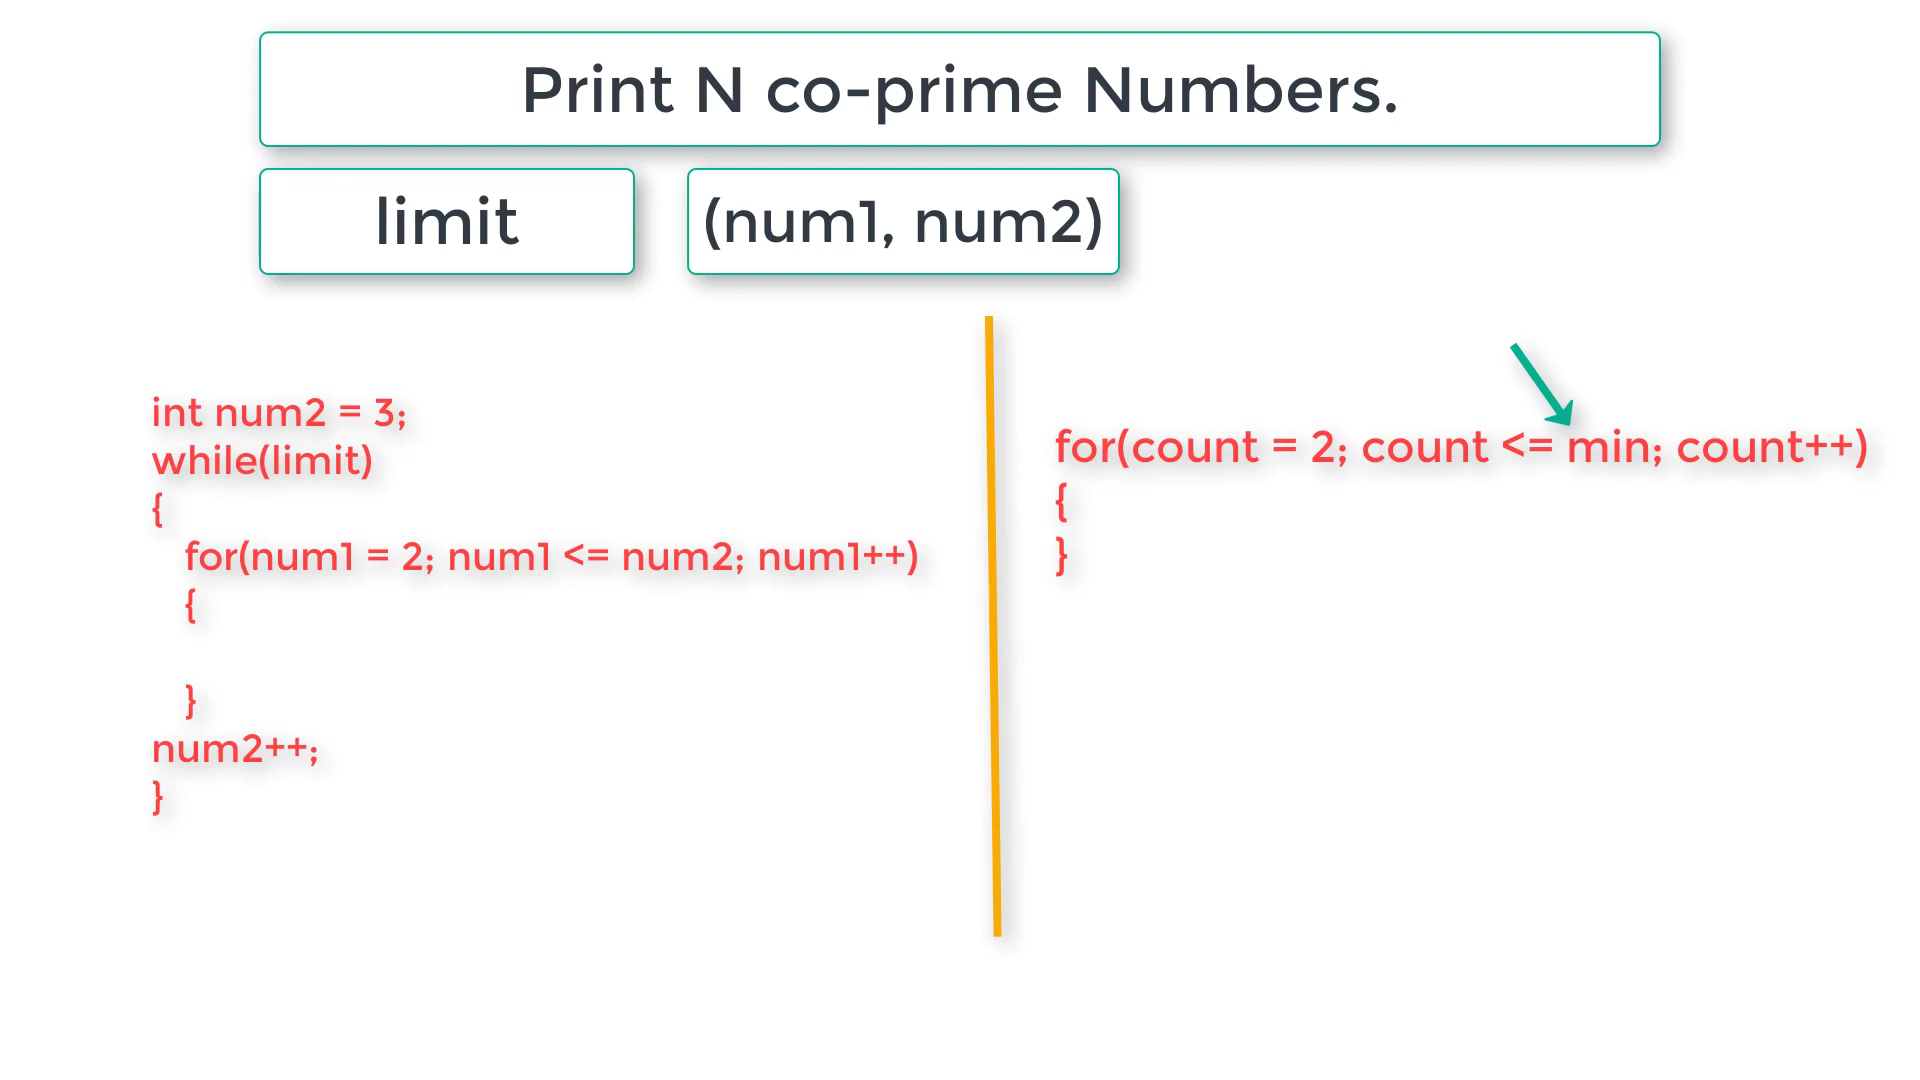 Print N co-prime Numbers.
limit
(num1, num2)
int num2 = 3;
while(limit)
{
for(num1 = 2; num1 <= num2; num1++)
{
}
num2++;
}
for(count = 2; count <= min; count++)
{
}